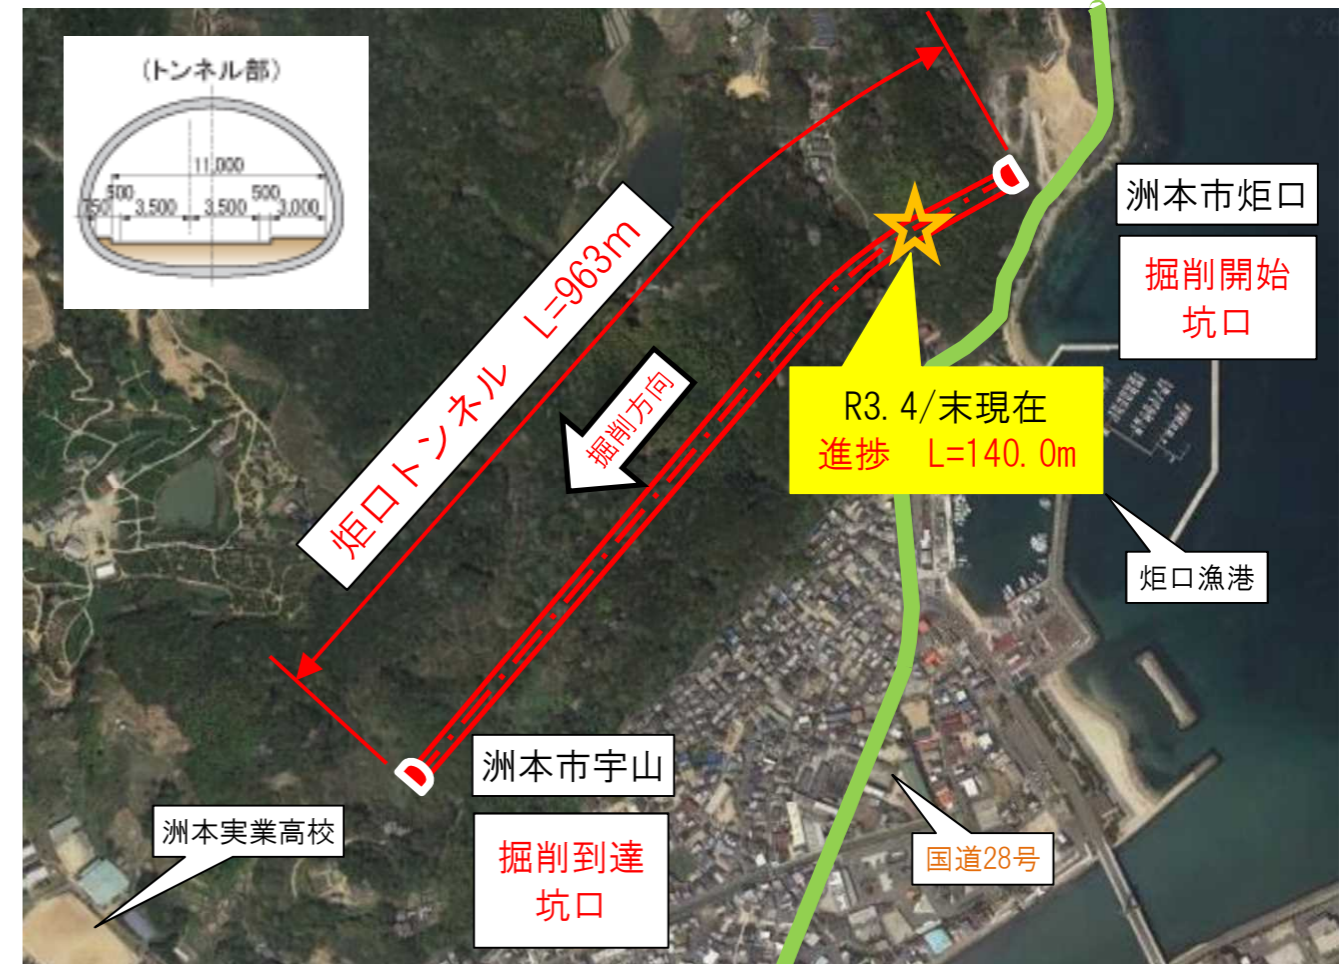 (トンネル部)
11,000
500
500
750
3,500
3,500
3,000
洲本市炬口
掘削開始
坑口
炬口トンネル L=963m
掘削方向
R3.4/末現在
進捗 L=140.0m
炬口漁港
洲本市宇山
掘削到達
坑口
洲本実業高校
国道28号